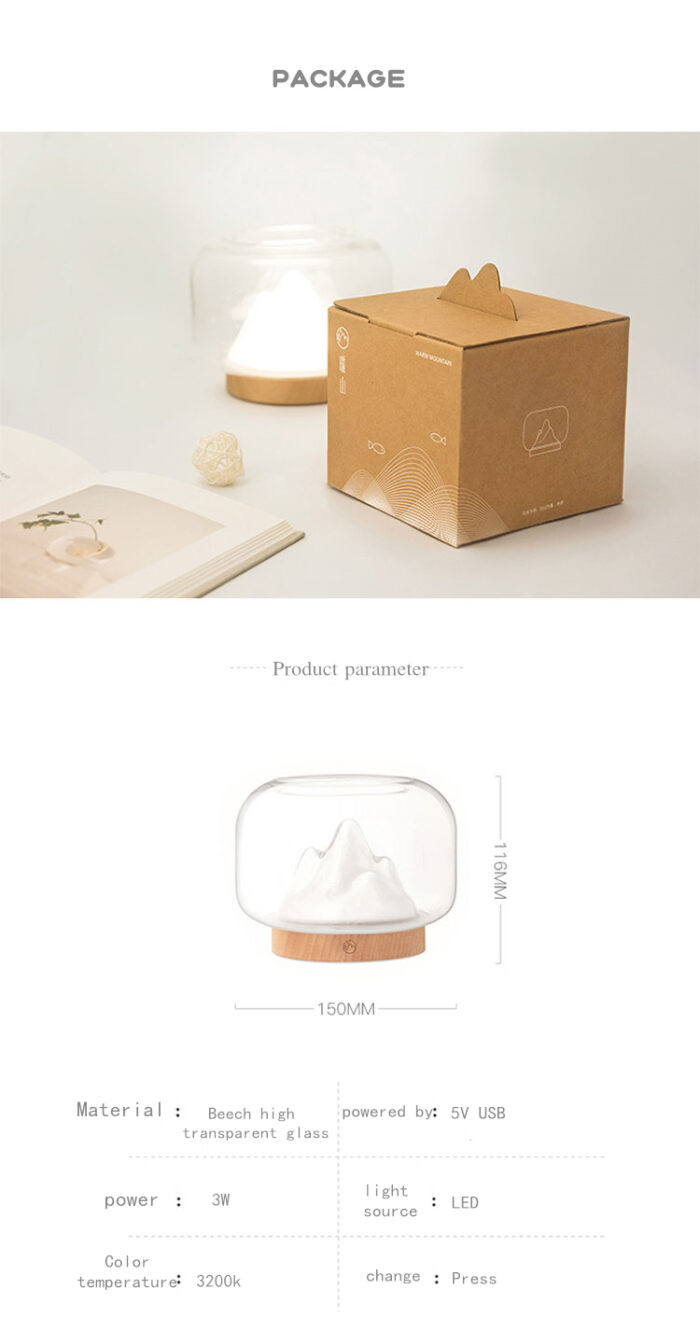 PACKAGE
WARM MOUNTAIN
Product parameter
116MM
150MM
Material :
Beech high
transparent glass
powered by:
5V USB
power :
3W
light
source :
LED
Color
temperature:
3200k
change :
Press